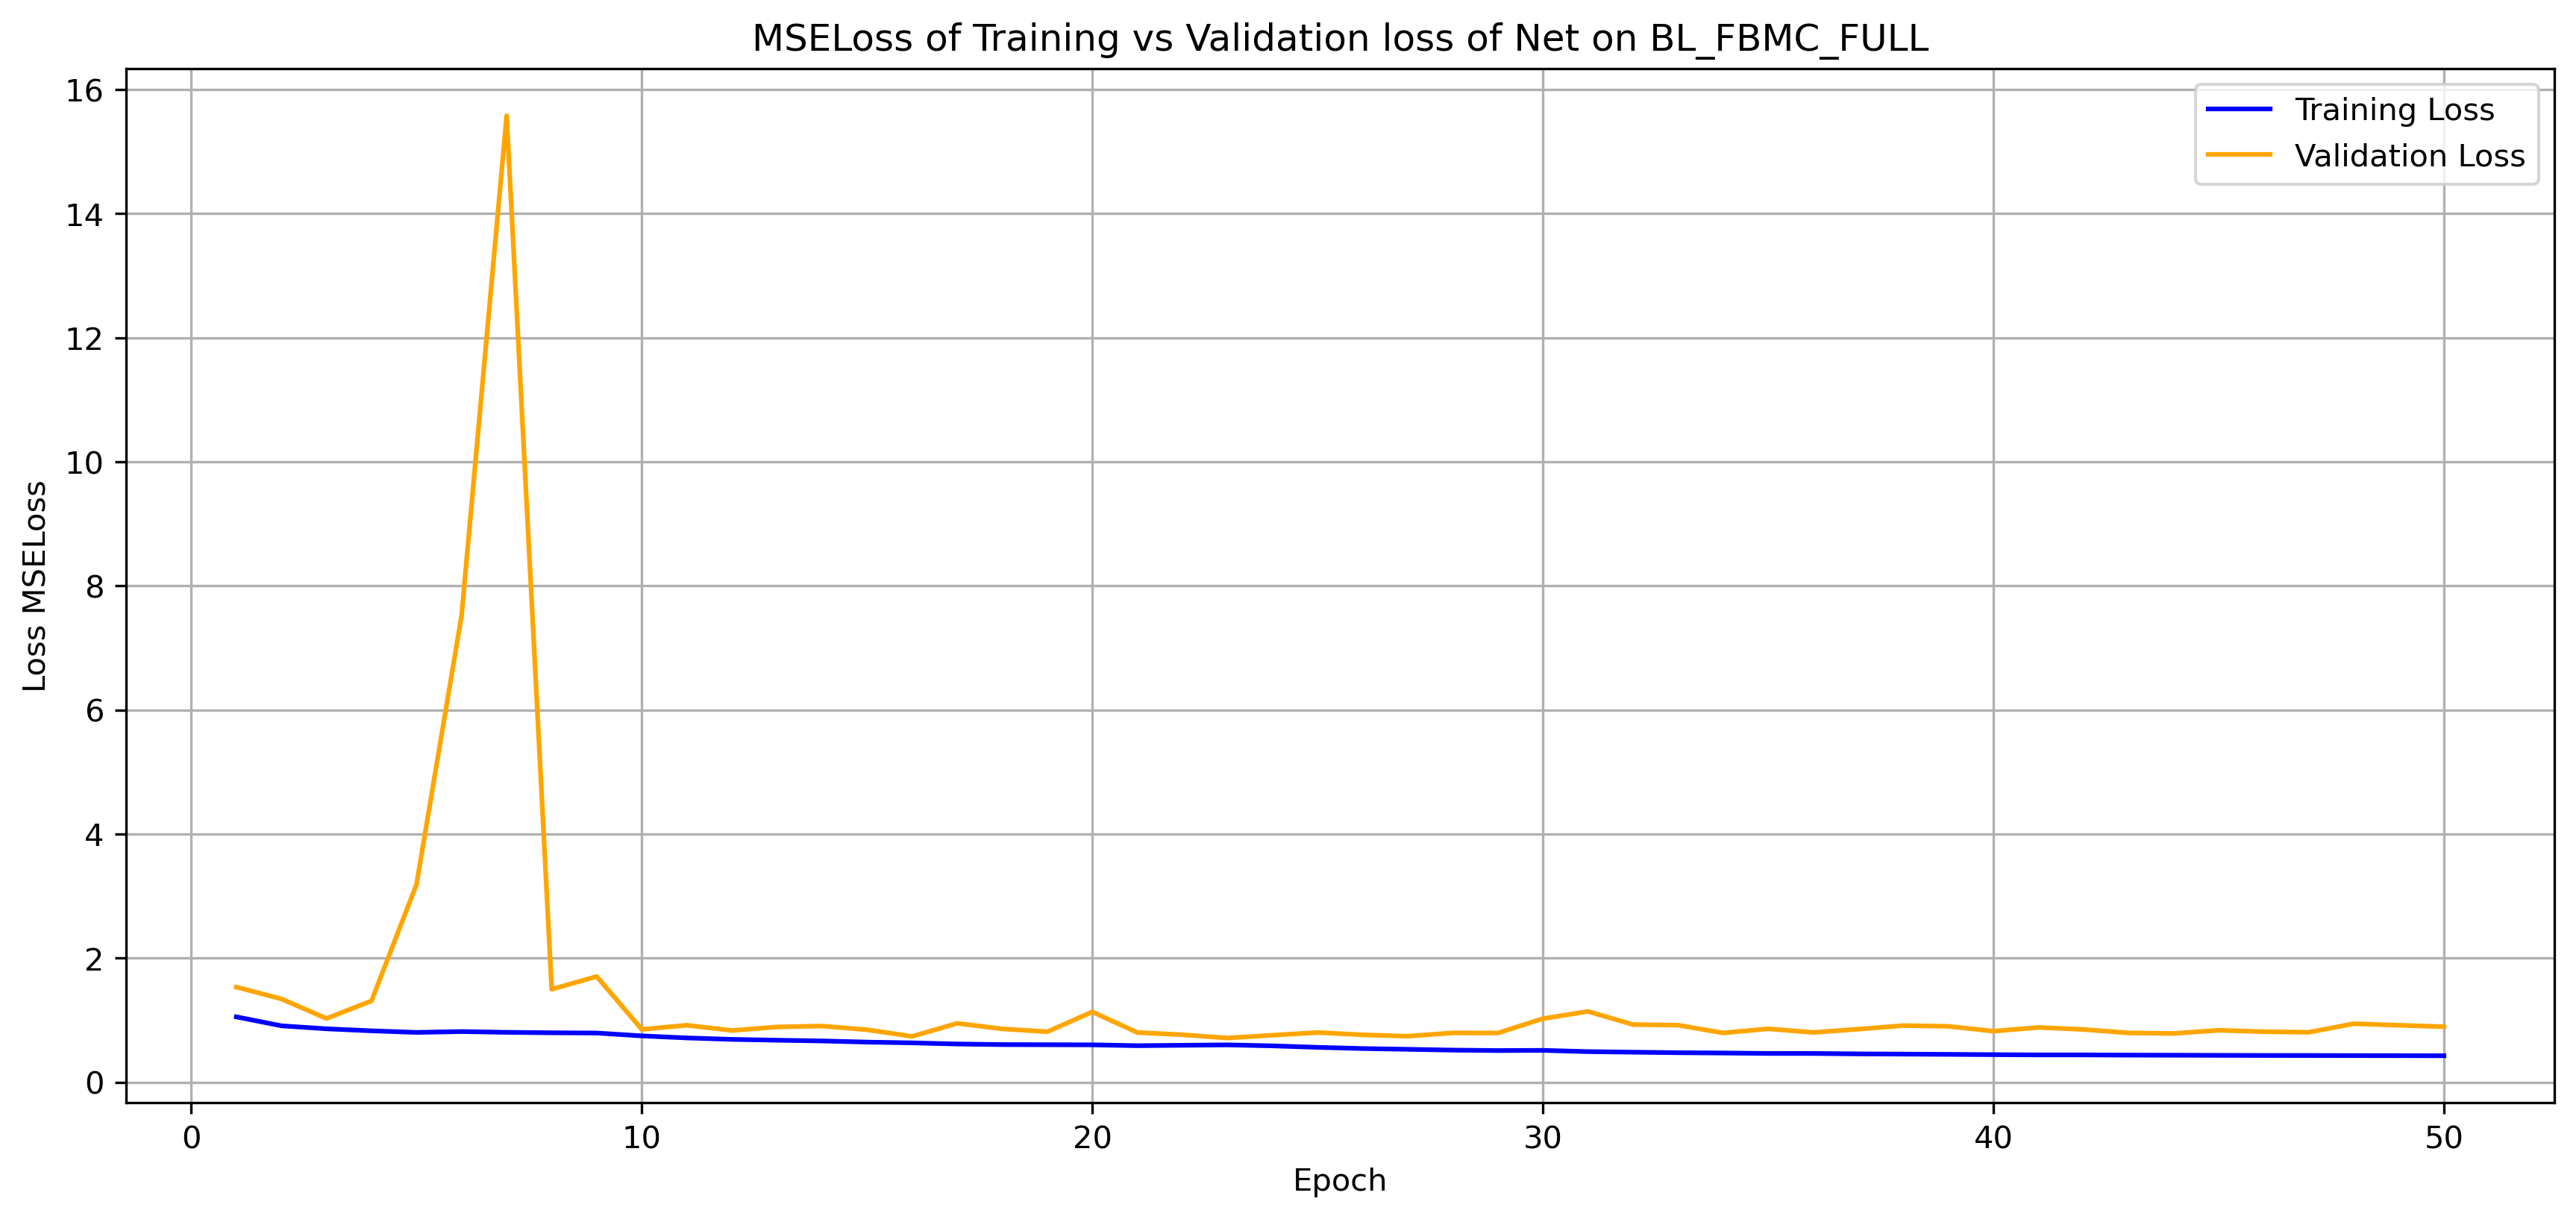 MSELoss of Training vs Validation loss of Net on BL_FBMC_FULL
Training Loss
Validation Loss
Loss MSELoss
16
14
12
10
8
6
4
2
0
0 10 20 30 40 50
Epoch